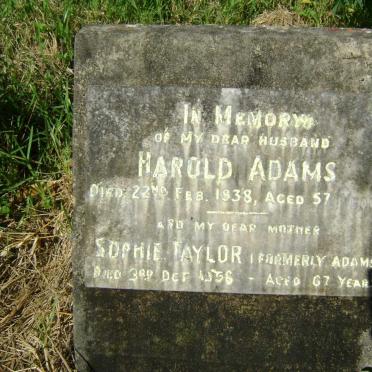 IN MEMORY
OF MY DEAR HUSBAND
HAROLD ADAMS
DIED 22ND FEB. 1938, AGED 57
AND MY DEAR MOTHER
SOPHIE TAYLOR (FORMERLY ADAMS
DIED 3RD OCT 1956 - AGED 67 YEAR